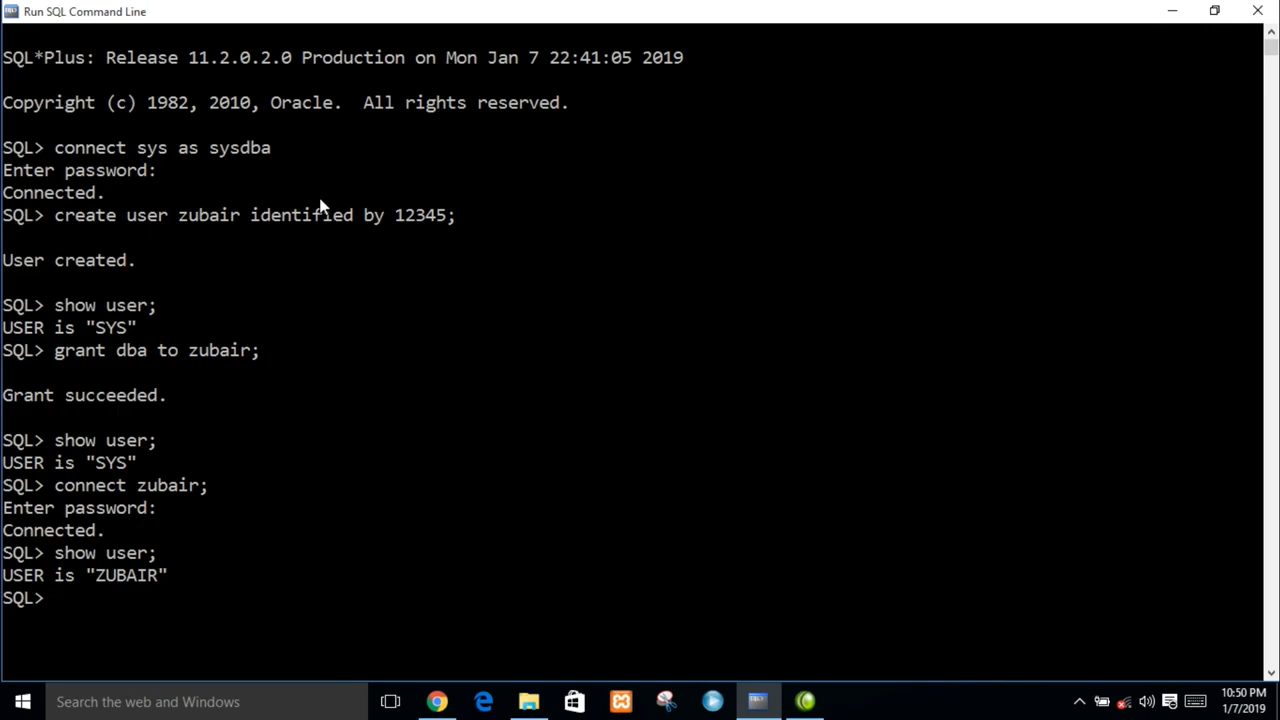 Run SQL Command Line
SQL*Plus: Release 11.2.0.2.0 Production on Mon Jan 7 22:41:05 2019
Copyright (c) 1982, 2010, Oracle.  All rights reserved.
SQL> connect sys as sysdba
Enter password:
Connected.
SQL> create user zubair identified by 12345;
User created.
SQL> show user;
USER is "SYS"
SQL> grant dba to zubair;
Grant succeeded.
SQL> show user;
USER is "SYS"
SQL> connect zubair;
Enter password:
Connected.
SQL> show user;
USER is "ZUBAIR"
SQL>
Search the web and Windows
10:50 PM
1/7/2019